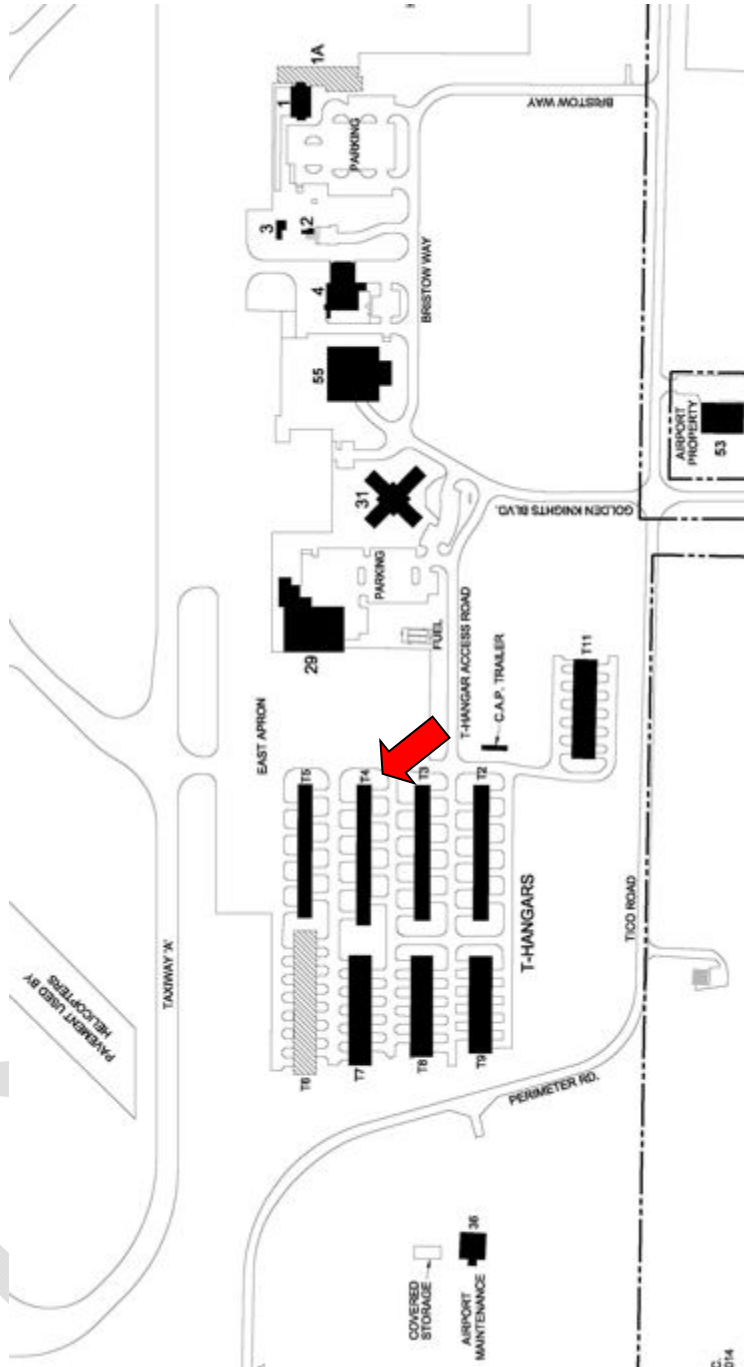 1A
1
PARKING
BRISTOW WAY
3
2
4
BRISTOW WAY
55
AIRPORT
PROPERTY
53
31
GOLDEN KNIGHTS BLVD.
PARKING
29
FUEL
T-HANGAR ACCESS ROAD
C.A.P. TRAILER
T11
EAST APRON
T5
T4
T3
T2
T-HANGARS
TICO ROAD
TAXIWAY 'A'
PAVEMENT USED BY
HELICOPTERS
T6
T7
T8
T9
PERIMETER RD.
COVERED
STORAGE
36
AIRPORT
MAINTENANCE
C.
014